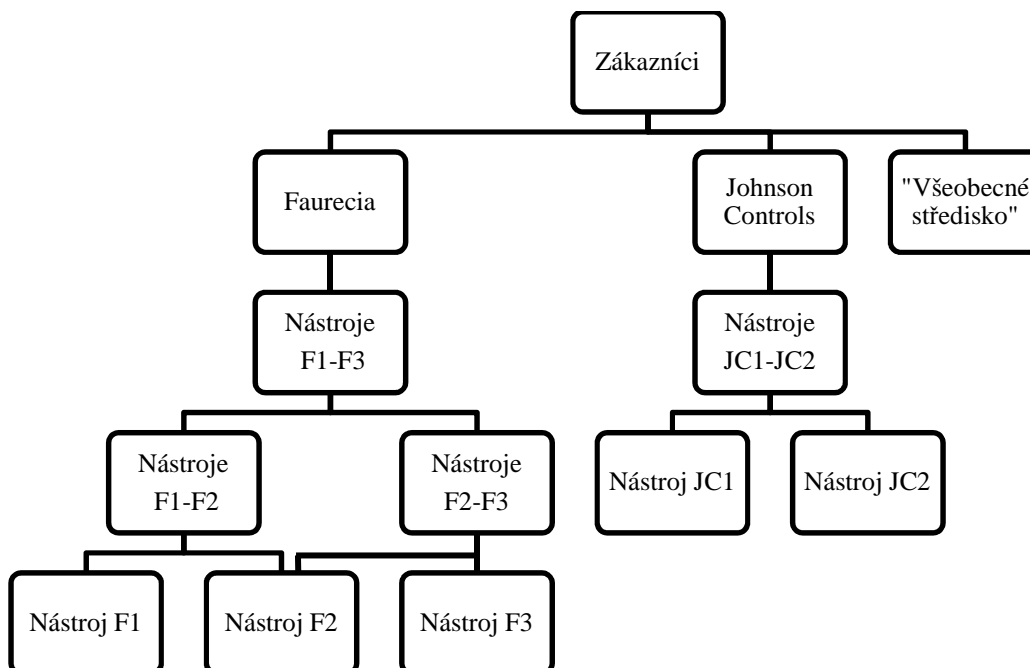 Zákazníci
Faurecia
Johnson
Controls
"Všeobecné
středisko"
Nástroje
F1-F3
Nástroje
JC1-JC2
Nástroje
F1-F2
Nástroje
F2-F3
Nástroj JC1
Nástroj JC2
Nástroj F1
Nástroj F2
Nástroj F3